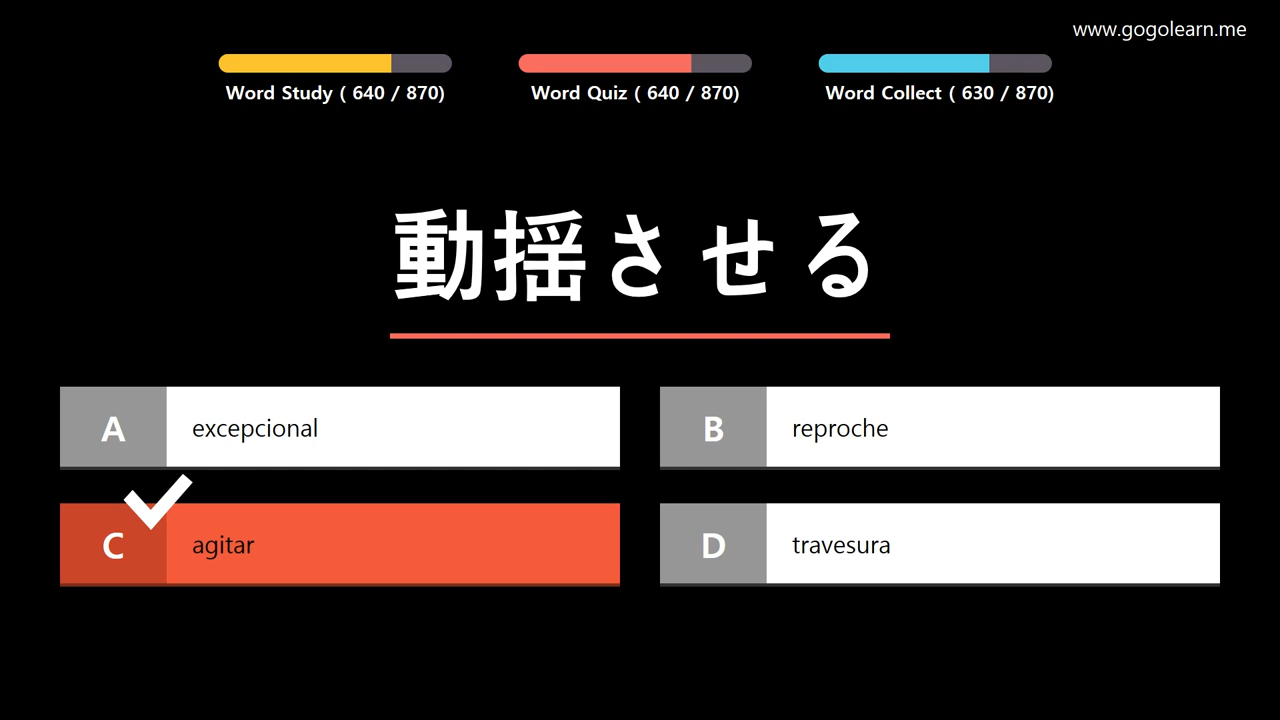 www.gogolearn.me
Word Study ( 640 / 870)
Word Quiz ( 640 / 870)
Word Collect ( 630 / 870)
動揺させる
A excepcional
B reproche
C agitar
D travesura